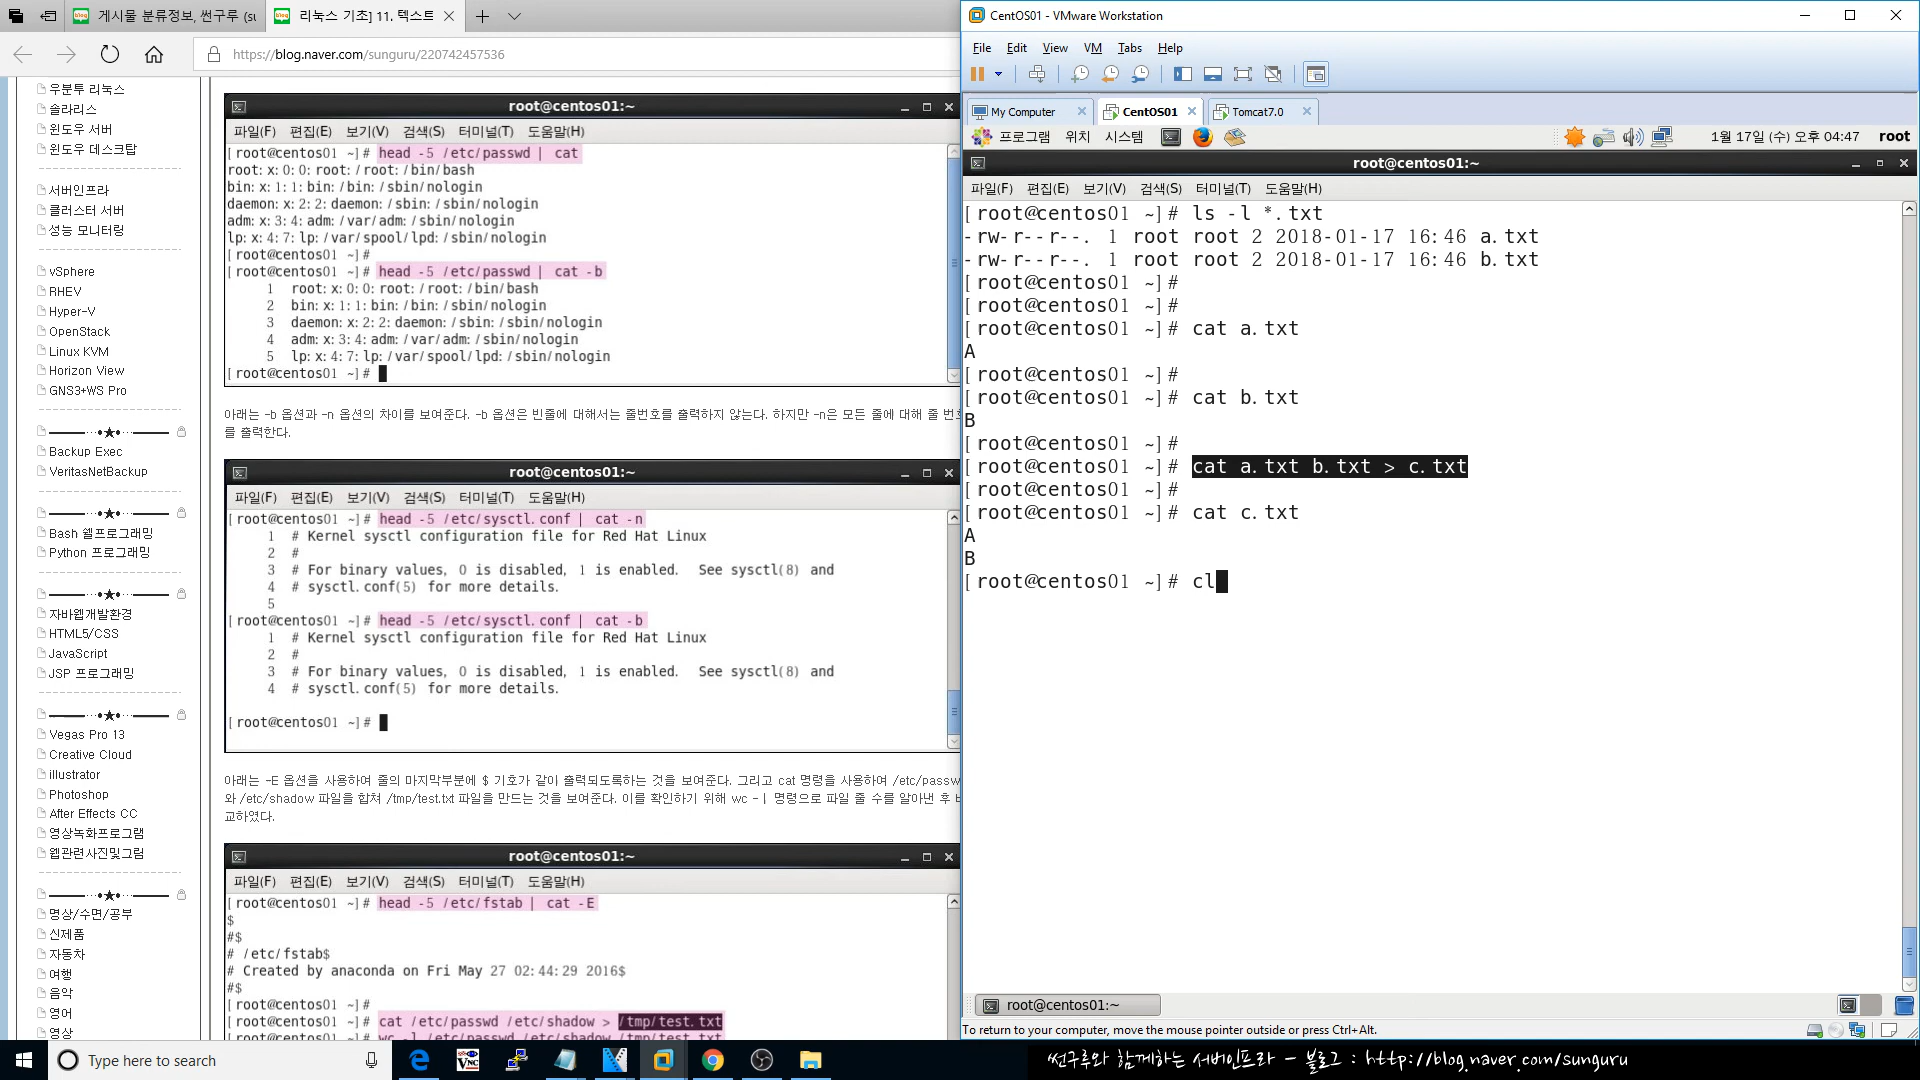 게시물 분류정보, 썬구루 (su
리눅스 기초] 11. 텍스트
https://blog.naver.com/sunguru/220742457536
우분투 리눅스
솔라리스
윈도우 서버
윈도우 데스크탑
서버인프라
클러스터 서버
성능 모니터링
vSphere
RHEV
Hyper-V
OpenStack
Linux KVM
Horizon View
GNS3+WS Pro
Backup Exec
VeritasNetBackup
Bash 쉘프로그래밍
Python 프로그래밍
자바웹개발환경
HTML5/CSS
JavaScript
JSP 프로그래밍
Vegas Pro 13
Creative Cloud
illustrator
Photoshop
After Effects CC
영상녹화프로그램
웹관련사진및그림
명상/수면/공부
신제품
자동차
여행
음악
영어
영상
root@centos01:~
파일(F) 편집(E) 보기(V) 검색(S) 터미널(T) 도움말(H)
[root@centos01 ~]# head -5 /etc/passwd | cat
root:x:0:0:root:/root:/bin/bash
bin:x:1:1:bin:/bin:/sbin/nologin
daemon:x:2:2:daemon:/sbin:/sbin/nologin
adm:x:3:4:adm:/var/adm:/sbin/nologin
lp:x:4:7:lp:/var/spool/lpd:/sbin/nologin
[root@centos01 ~]#
[root@centos01 ~]# head -5 /etc/passwd | cat -b
1 root:x:0:0:root:/root:/bin/bash
2 bin:x:1:1:bin:/bin:/sbin/nologin
3 daemon:x:2:2:daemon:/sbin:/sbin/nologin
4 adm:x:3:4:adm:/var/adm:/sbin/nologin
5 lp:x:4:7:lp:/var/spool/lpd:/sbin/nologin
[root@centos01 ~]#
아래는 -b 옵션과 -n 옵션의 차이를 보여준다. -b 옵션은 빈줄에 대해서는 줄번호를 출력하지 않는다. 하지만 -n은 모든 줄에 대해 줄 번호
를 출력한다.
root@centos01:~
파일(F) 편집(E) 보기(V) 검색(S) 터미널(T) 도움말(H)
[root@centos01 ~]# head -5 /etc/sysctl.conf | cat -n
1 # Kernel sysctl configuration file for Red Hat Linux
2 #
3 # For binary values, 0 is disabled, 1 is enabled. See sysctl(8) and
4 # sysctl.conf(5) for more details.
5
[root@centos01 ~]# head -5 /etc/sysctl.conf | cat -b
1 # Kernel sysctl configuration file for Red Hat Linux
2 #
3 # For binary values, 0 is disabled, 1 is enabled. See sysctl(8) and
4 # sysctl.conf(5) for more details.
[root@centos01 ~]#
아래는 -E 옵션을 사용하여 줄의 마지막부분에 $ 기호가 같이 출력되도록하는 것을 보여준다. 그리고 cat 명령을 사용하여 /etc/passw
와 /etc/shadow 파일을 합쳐 /tmp/test.txt 파일을 만드는 것을 보여준다. 이를 확인하기 위해 wc -l 명령으로 파일 줄 수를 알아낸 후 비
교하였다.
root@centos01:~
파일(F) 편집(E) 보기(V) 검색(S) 터미널(T) 도움말(H)
[root@centos01 ~]# head -5 /etc/fstab | cat -E
$
#$
# /etc/fstab$
# Created by anaconda on Fri May 27 02:44:29 2016$
#$
[root@centos01 ~]#
[root@centos01 ~]# cat /etc/passwd /etc/shadow > /tmp/test.txt
[root@centos01 ~]# wc -l /etc/passwd /etc/shadow /tmp/test.txt
CentOS01 - VMware Workstation
File Edit View VM Tabs Help
My Computer CentOS01 Tomcat7.0
프로그램 위치 시스템 1월 17일 (수) 오후 04:47 root
root@centos01:~
파일(F) 편집(E) 보기(V) 검색(S) 터미널(T) 도움말(H)
[root@centos01 ~]# ls -l *.txt
-rw-r--r--. 1 root root 2 2018-01-17 16:46 a.txt
-rw-r--r--. 1 root root 2 2018-01-17 16:46 b.txt
[root@centos01 ~]#
[root@centos01 ~]#
[root@centos01 ~]# cat a.txt
A
[root@centos01 ~]#
[root@centos01 ~]# cat b.txt
B
[root@centos01 ~]#
[root@centos01 ~]# cat a.txt b.txt > c.txt
[root@centos01 ~]#
[root@centos01 ~]# cat c.txt
A
B
[root@centos01 ~]# cl
root@centos01:~
To return to your computer, move the mouse pointer outside or press Ctrl+Alt.
Type here to search
썬구루와 함께하는 서버인프라 - 블로그 : http://blog.naver.com/sunguru